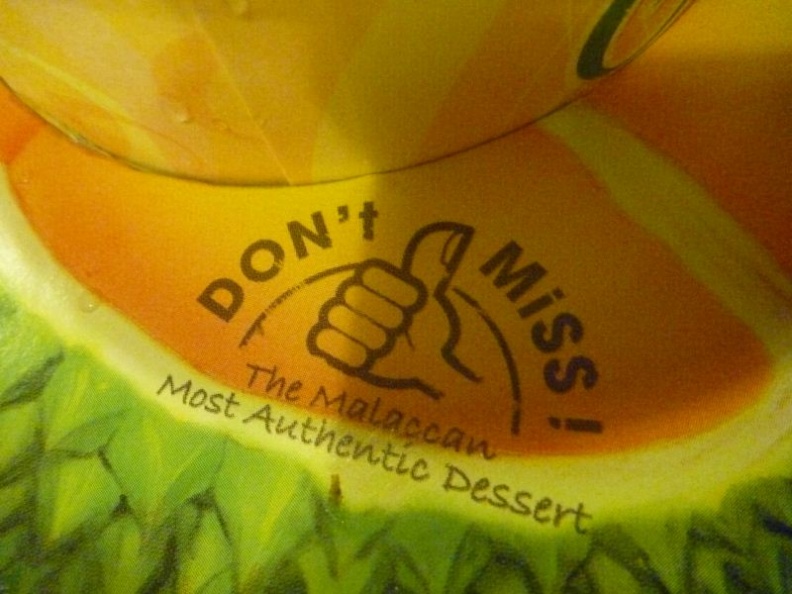 DON't MiSS!
The Malaccan
Most Authentic Dessert